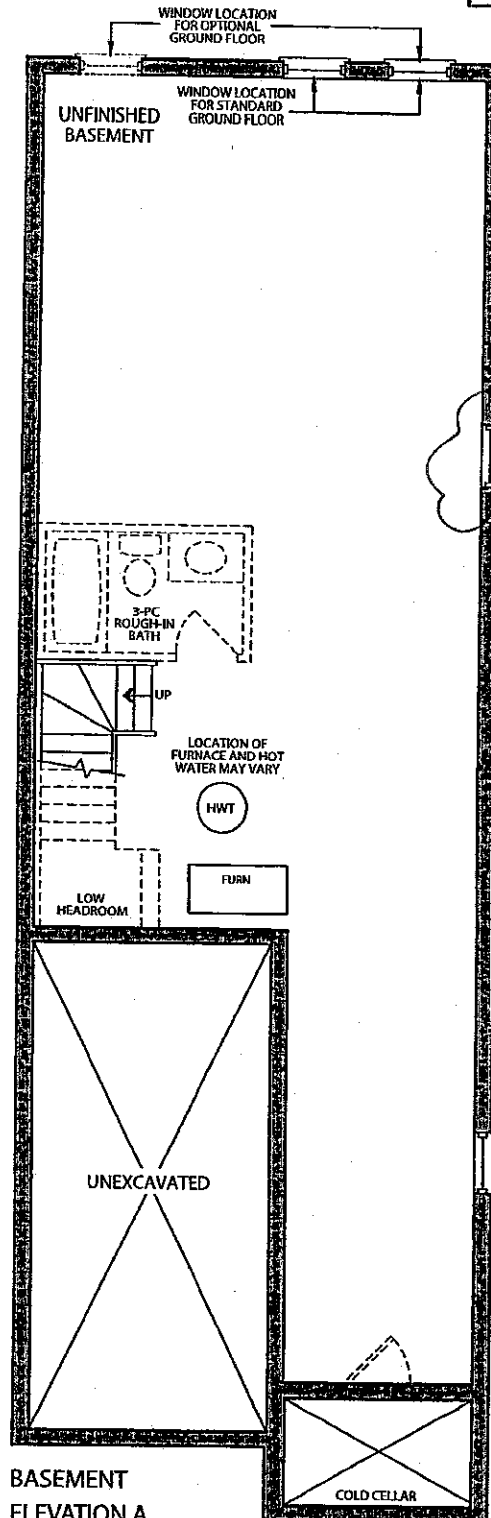 WINDOW LOCATION
FOR OPTIONAL
GROUND FLOOR
UNFINISHED
BASEMENT
WINDOW LOCATION
FOR STANDARD
GROUND FLOOR
3-PC
ROUGH-IN
BATH
UP
LOCATION OF
FURNACE AND HOT
WATER MAY VARY
HWT
FURN
LOW
HEADROOM
UNEXCAVATED
COLD CELLAR
BASEMENT
ELEVATION A